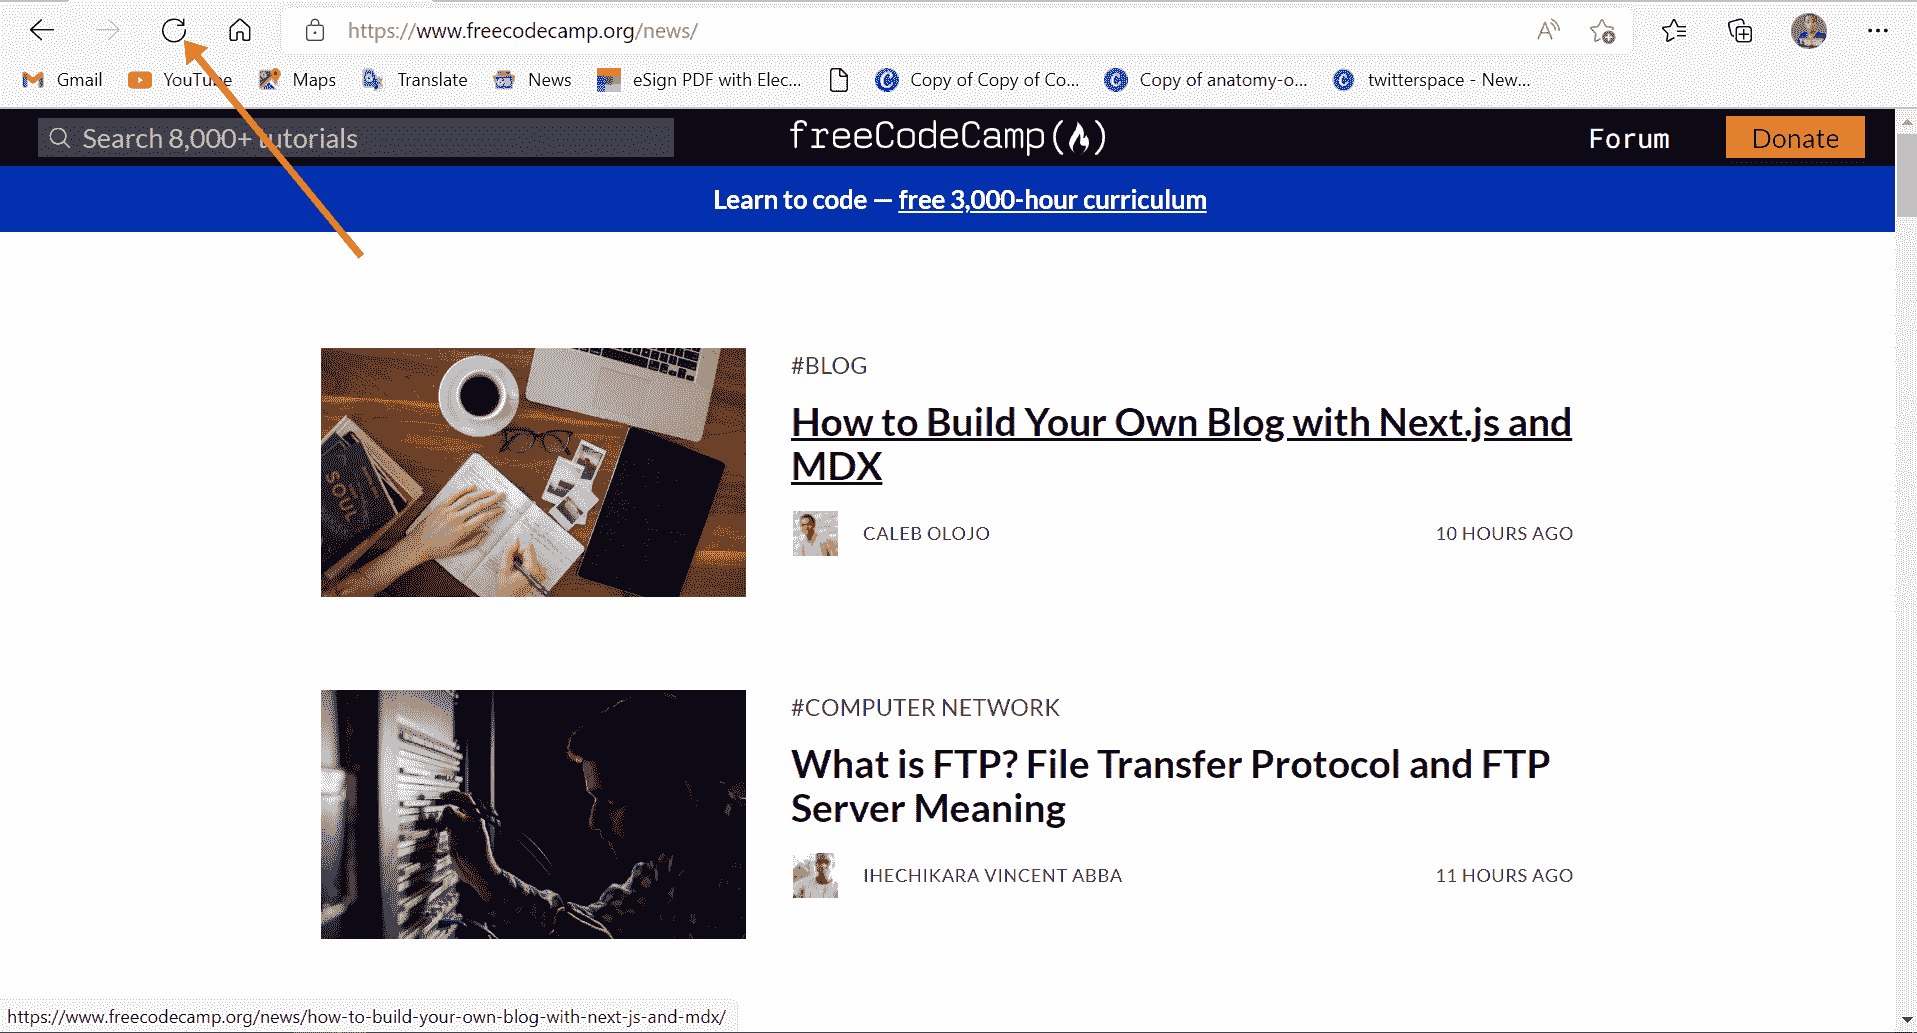 https://www.freecodecamp.org/news/
Gmail YouTube Maps Translate News eSign PDF with Elec... Copy of Copy of Co... Copy of anatomy-o... twitterspace - New...
Search 8,000+ tutorials freeCodeCamp Forum Donate
Learn to code — free 3,000-hour curriculum
#BLOG
How to Build Your Own Blog with Next.js and
MDX
CALEB OLOJO 10 HOURS AGO
SOUL
#COMPUTER NETWORK
What is FTP? File Transfer Protocol and FTP
Server Meaning
IHECHIKARA VINCENT ABBA 11 HOURS AGO
https://www.freecodecamp.org/news/how-to-build-your-own-blog-with-next-js-and-mdx/